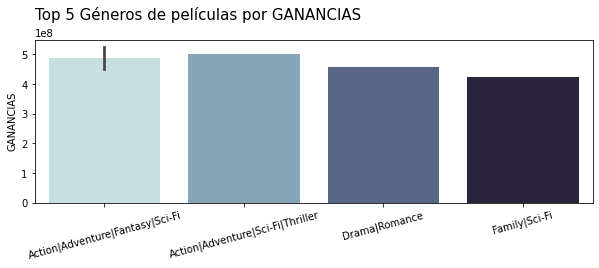 Top 5 Géneros de películas por GANANCIAS
1e8
5
4
3
2
1
0
GANANCIAS
Action|Adventure|Fantasy|Sci-Fi
Action|Adventure|Sci-Fi|Thriller
Drama|Romance
Family|Sci-Fi